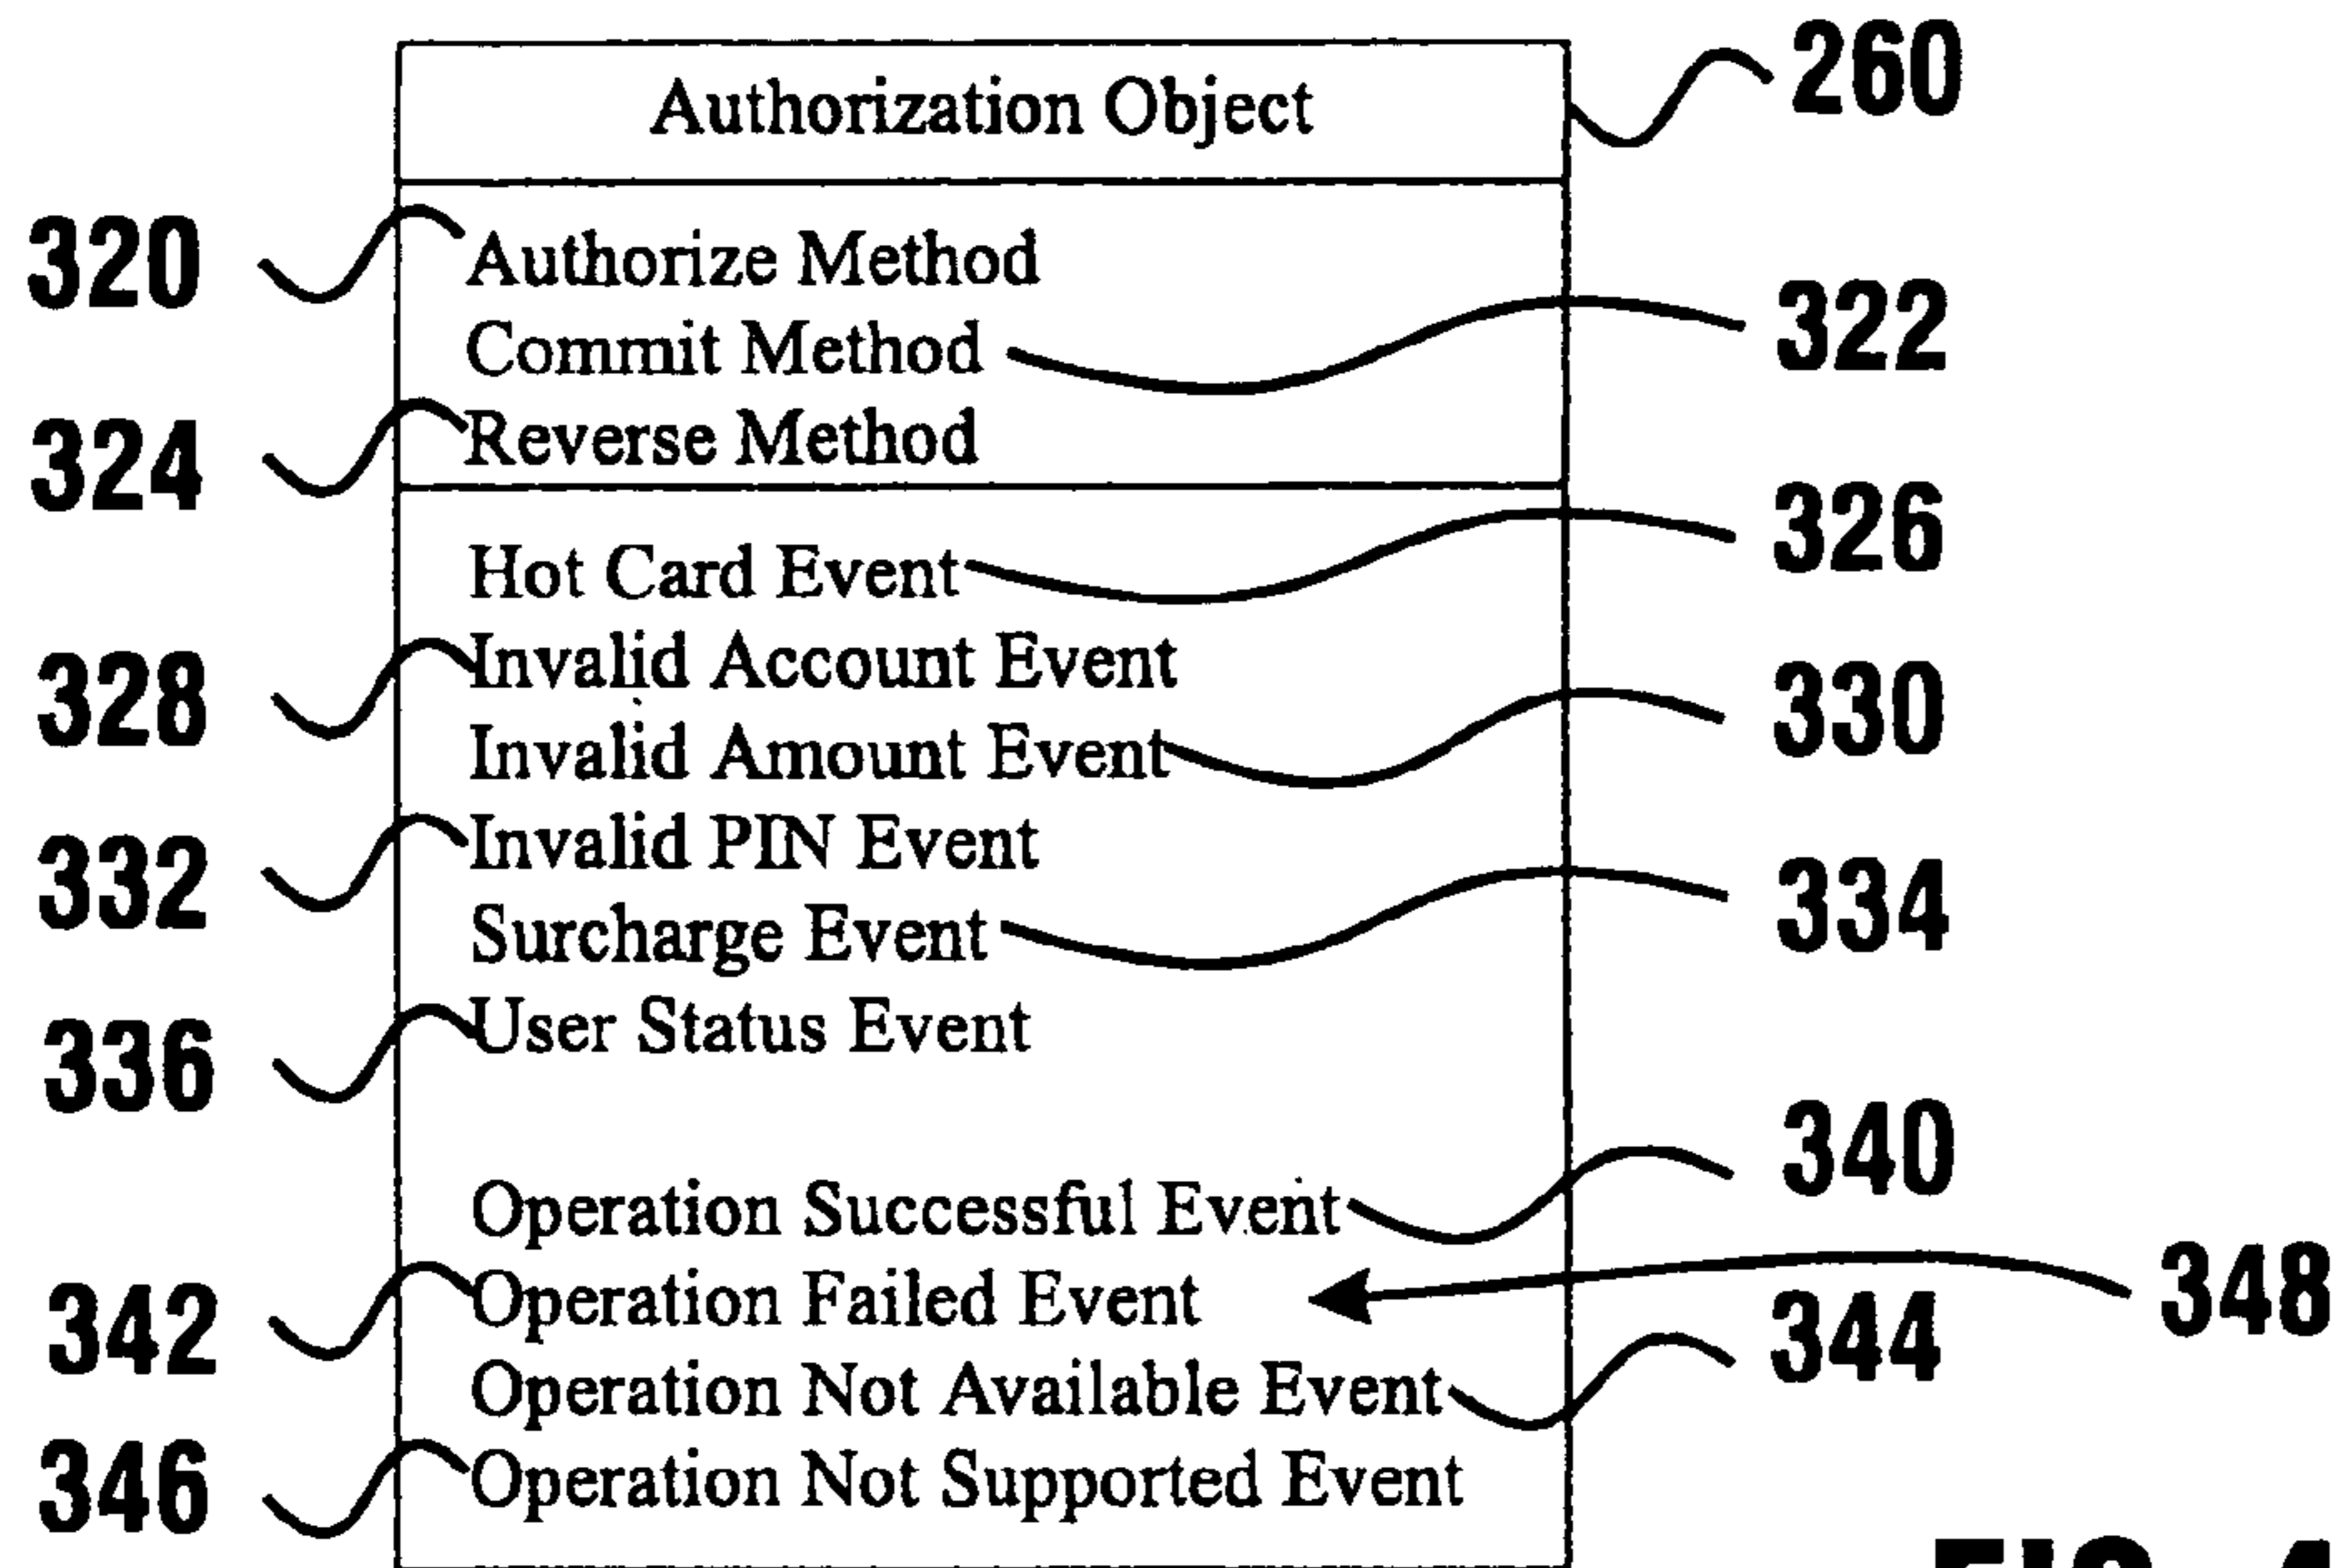 Authorization Object 260
320 Authorize Method
Commit Method 322
324 Reverse Method
Hot Card Event 326
328 Invalid Account Event
Invalid Amount Event 330
332 Invalid PIN Event
Surcharge Event 334
336 User Status Event
Operation Successful Event 340
342 Operation Failed Event 348
Operation Not Available Event 344
346 Operation Not Supported Event